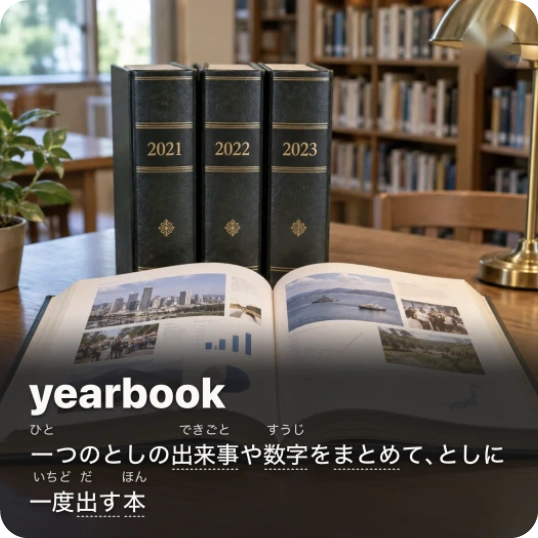 2021
2022
2023
yearbook
一つのとしの出来事や数字をまとめて、としに
一度出す本
ひと
できごと
すうじ
いちど
だ
ほん